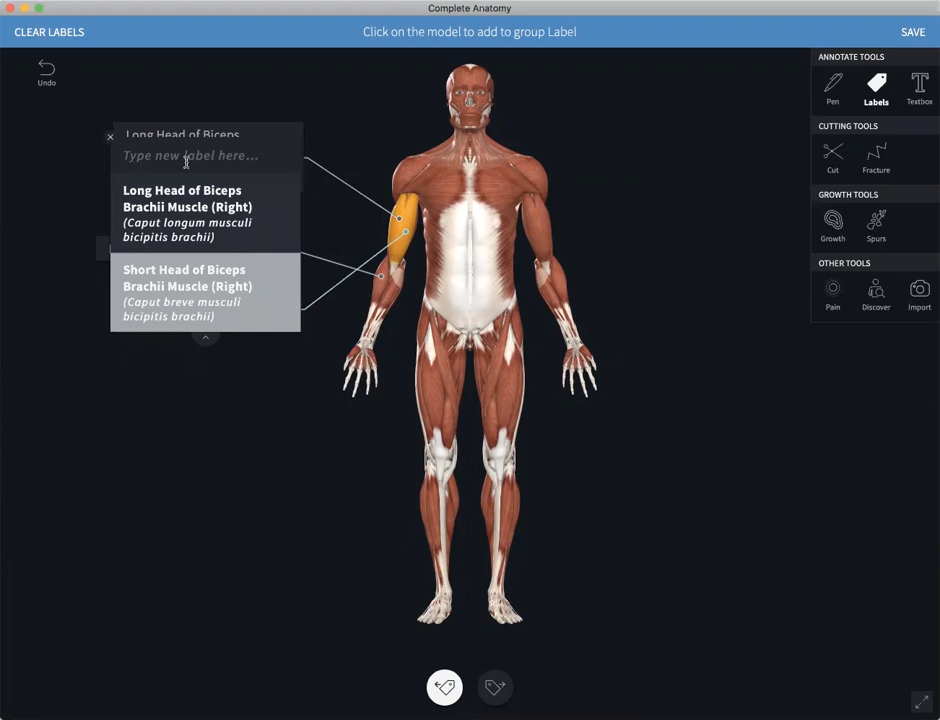 Complete Anatomy
CLEAR LABELS
Click on the model to add to group Label
SAVE
Undo
Long Head of Biceps
Type new label here...
Long Head of Biceps
Brachii Muscle (Right)
(Caput longum musculi
bicipitis brachii)
Short Head of Biceps
Brachii Muscle (Right)
(Caput breve musculi
bicipitis brachii)
ANNOTATE TOOLS
Pen
Labels
Textbox
CUTTING TOOLS
Cut
Fracture
GROWTH TOOLS
Growth
Spurs
OTHER TOOLS
Pain
Discover
Import